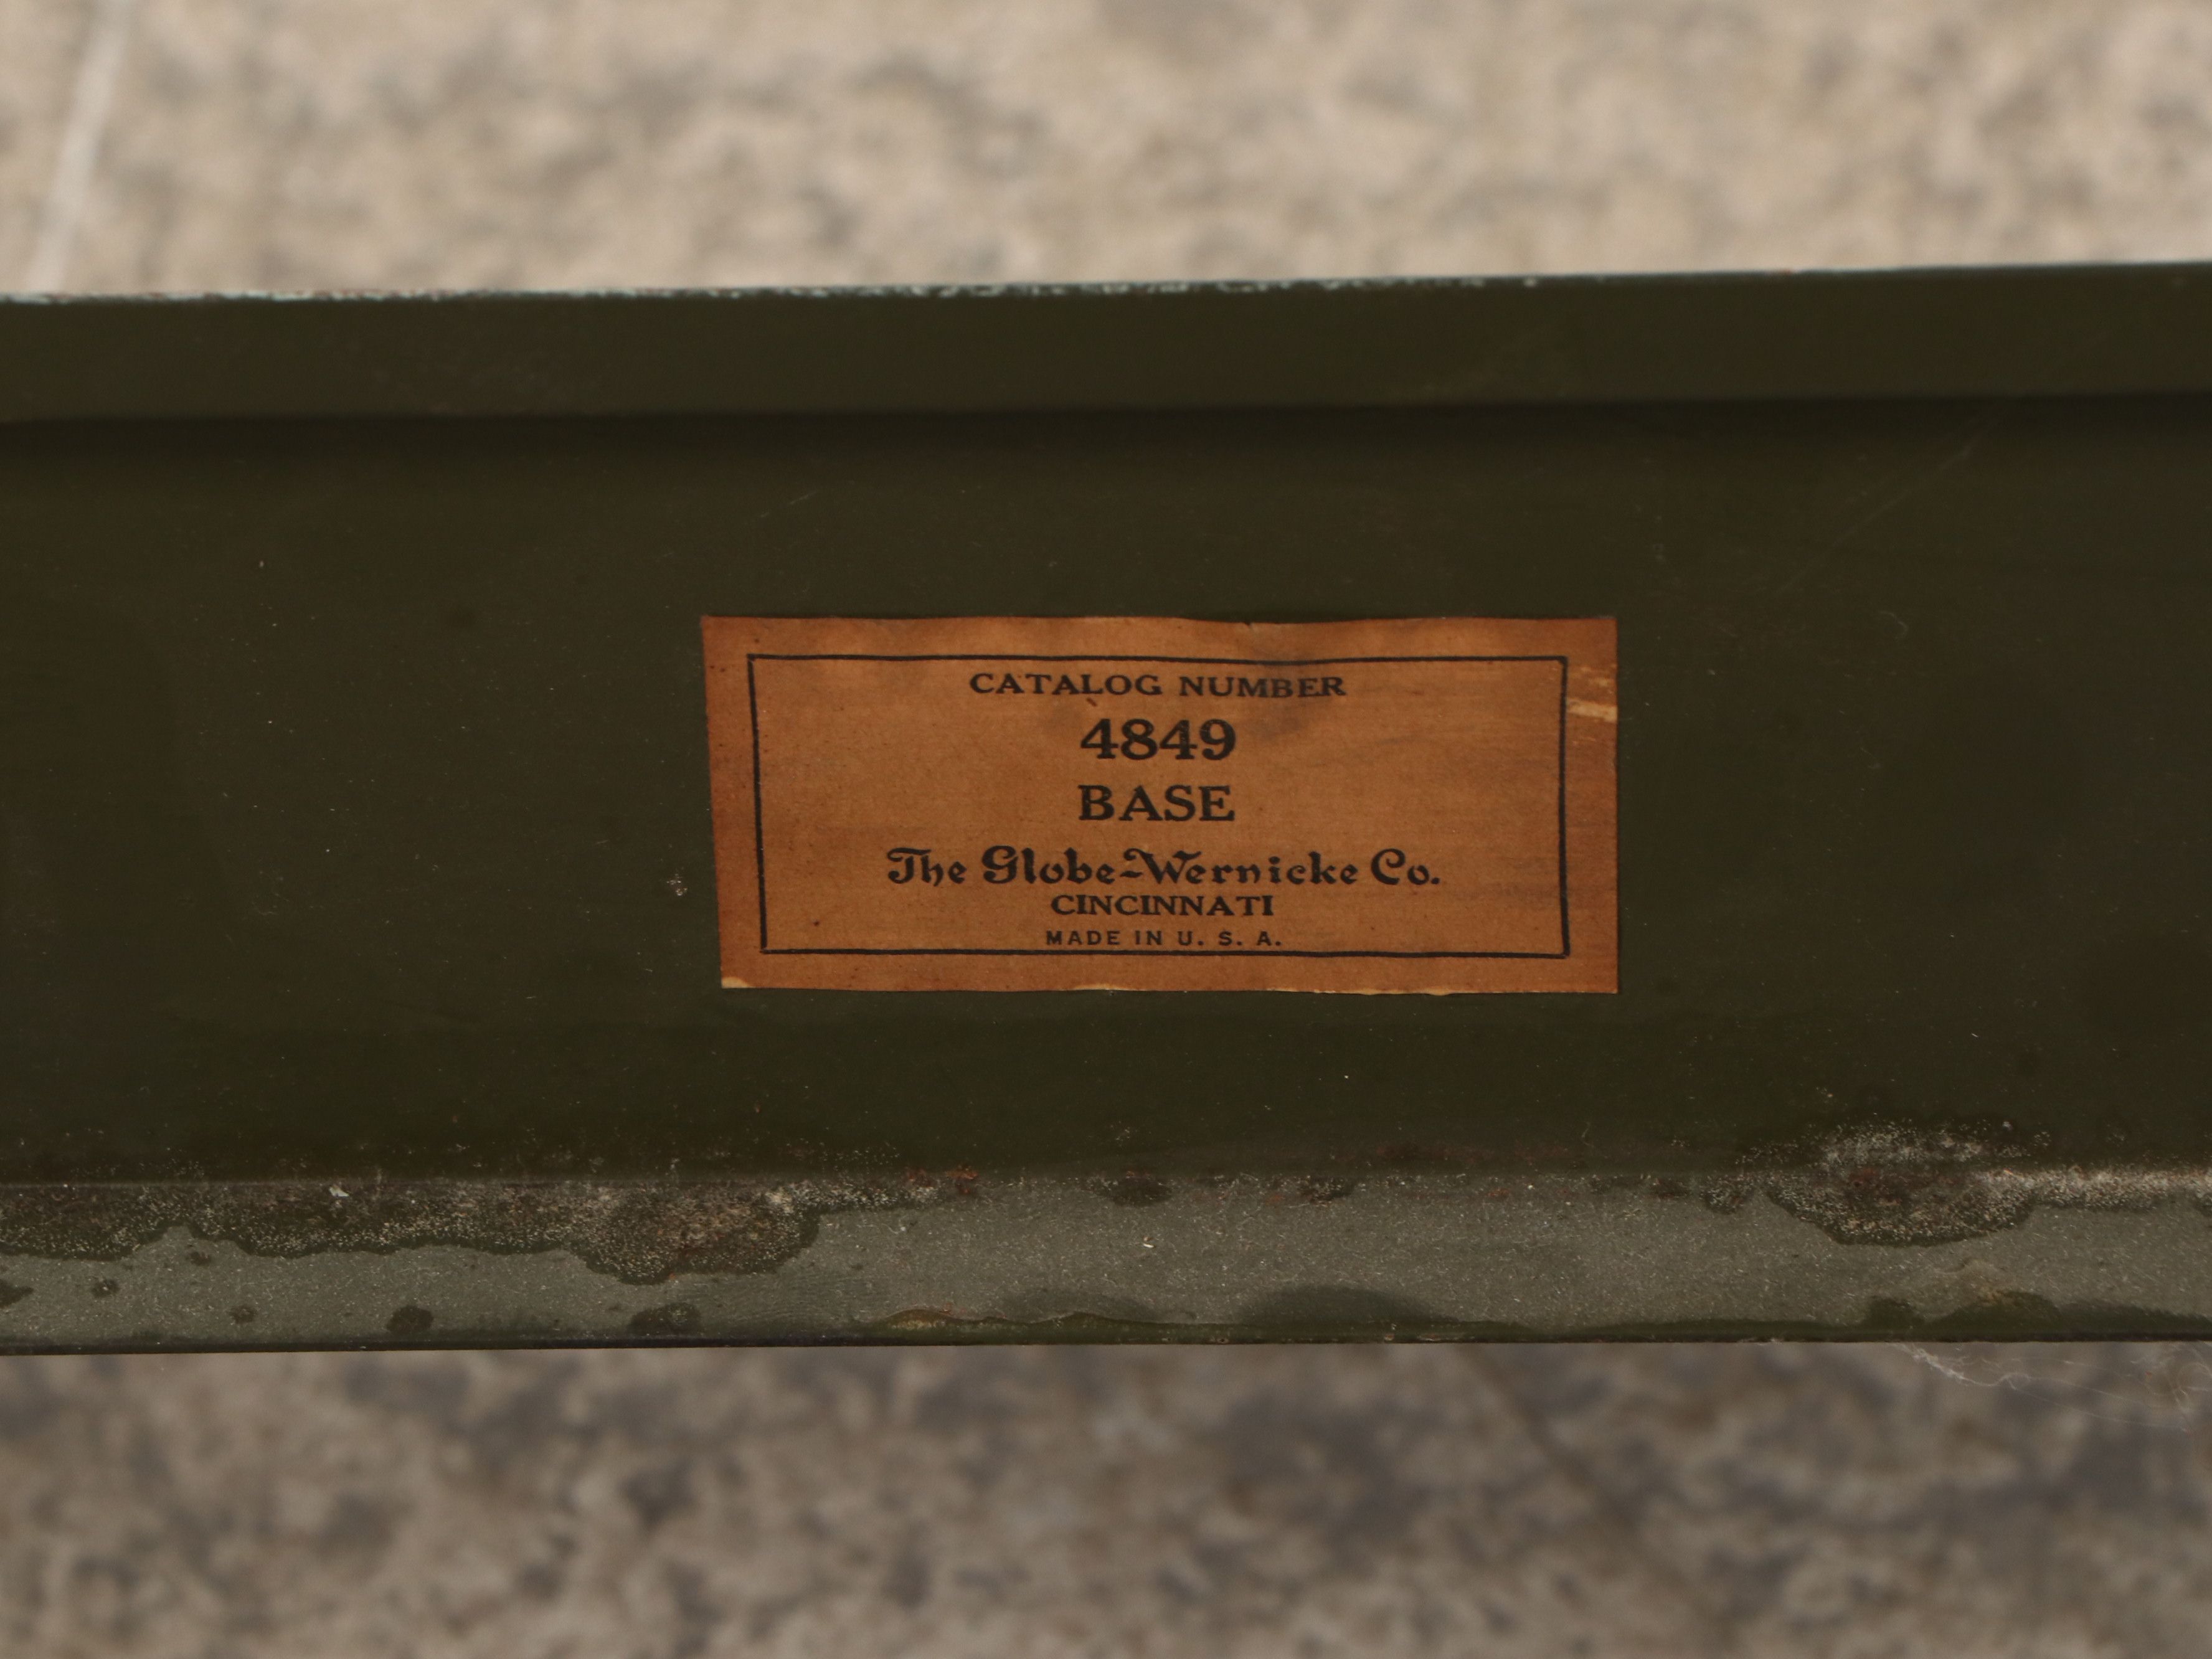 CATALOG NUMBER
4849
BASE
The Globe-Wernicke Co.
CINCINNATI
MADE IN U. S. A.